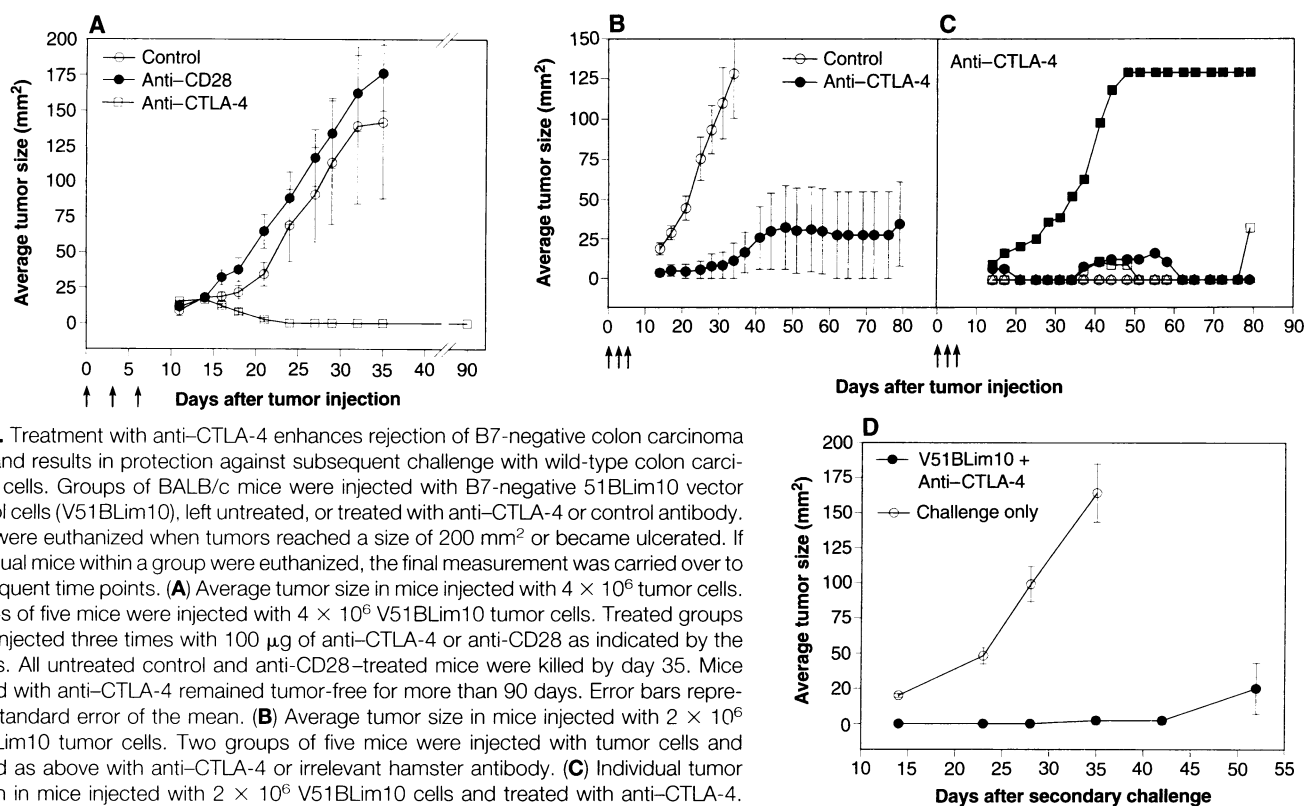 A
200
175
150
125
100
75
50
25
0
Average tumor size (mm²)
Control
Anti–CD28
Anti–CTLA-4
0 5 10 15 20 25 30 35 40 90
Days after tumor injection
B
150
125
100
75
50
25
0
Average tumor size (mm²)
Control
Anti–CTLA-4
0 10 20 30 40 50 60 70 80
C
Anti–CTLA-4
0 10 20 30 40 50 60 70 80 90
Days after tumor injection
. Treatment with anti–CTLA-4 enhances rejection of B7-negative colon carcinoma
and results in protection against subsequent challenge with wild-type colon carci-
cells. Groups of BALB/c mice were injected with B7-negative 51BLim10 vector
ol cells (V51BLim10), left untreated, or treated with anti–CTLA-4 or control antibody.
were euthanized when tumors reached a size of 200 mm² or became ulcerated. If
ual mice within a group were euthanized, the final measurement was carried over to
quent time points. (A) Average tumor size in mice injected with 4 × 10⁶ tumor cells.
s of five mice were injected with 4 × 10⁶ V51BLim10 tumor cells. Treated groups
njected three times with 100 μg of anti–CTLA-4 or anti-CD28 as indicated by the
s. All untreated control and anti-CD28–treated mice were killed by day 35. Mice
d with anti–CTLA-4 remained tumor-free for more than 90 days. Error bars repre-
tandard error of the mean. (B) Average tumor size in mice injected with 2 × 10⁶
Lim10 tumor cells. Two groups of five mice were injected with tumor cells and
d as above with anti–CTLA-4 or irrelevant hamster antibody. (C) Individual tumor
n in mice injected with 2 × 10⁶ V51BLim10 cells and treated with anti–CTLA-4.
D
200
175
150
125
100
75
50
20
0
Average tumor size (mm²)
V51BLim10 +
Anti–CTLA-4
Challenge only
10 15 20 25 30 35 40 45 50 55
Days after secondary challenge